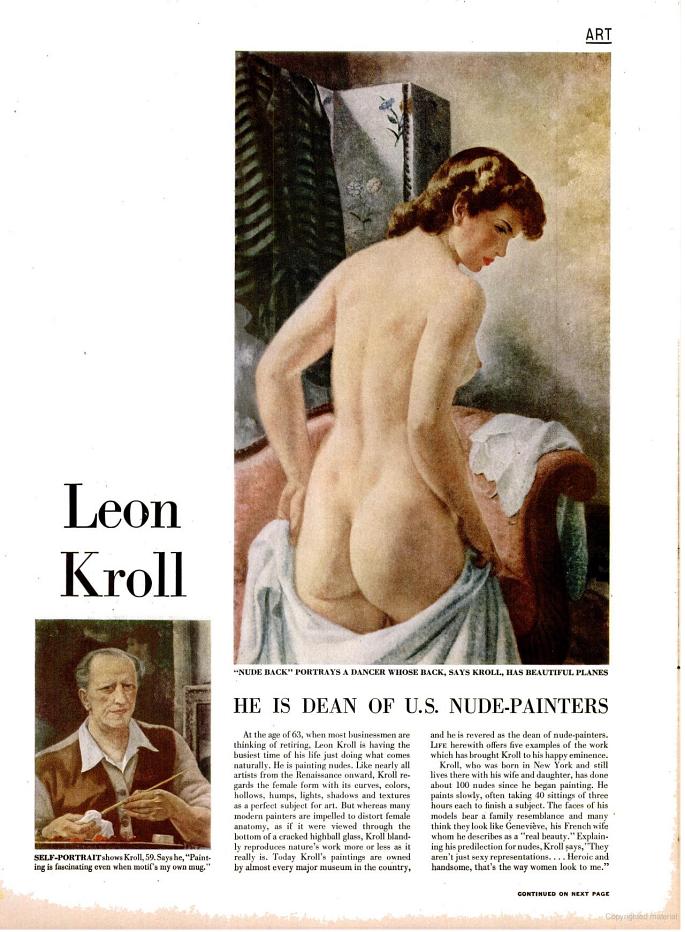 ART
Leon
Kroll
"NUDE BACK" PORTRAYS A DANCER WHOSE BACK, SAYS KROLL, HAS BEAUTIFUL PLANES
SELF-PORTRAIT shows Kroll, 59. Says he, "Paint-
ing is fascinating even when motif's my own mug."
HE IS DEAN OF U.S. NUDE-PAINTERS
At the age of 63, when most businessmen are
thinking of retiring, Leon Kroll is having the
busiest time of his life just doing what comes
naturally. He is painting nudes. Like nearly all
artists from the Renaissance onward, Kroll re-
gards the female form with its curves, colors,
hollows, humps, lights, shadows and textures
as a perfect subject for art. But whereas many
modern painters are impelled to distort female
anatomy, as if it were viewed through the
bottom of a cracked highball glass, Kroll bland-
ly reproduces nature's work more or less as it
really is. Today Kroll's paintings are owned
by almost every major museum in the country,
and he is revered as the dean of nude-painters.
LIFE herewith offers five examples of the work
which has brought Kroll to his happy eminence.
Kroll, who was born in New York and still
lives there with his wife and daughter, has done
about 100 nudes since he began painting. He
paints slowly, often taking 40 sittings of three
hours each to finish a subject. The faces of his
models bear a family resemblance and many
think they look like Geneviève, his French wife
whom he describes as a "real beauty." Explain-
ing his predilection for nudes, Kroll says, "They
aren't just sexy representations. . . . Heroic and
handsome, that's the way women look to me."
CONTINUED ON NEXT PAGE
Copyrighted material